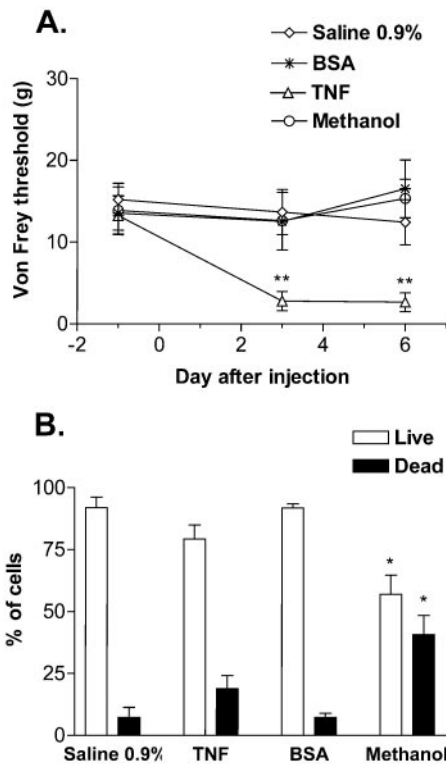 A.
Saline 0.9%
BSA
TNF
Methanol
Von Frey threshold (g)
30
20
10
0
**
**
-2
0
2
4
6
Day after injection
B.
Live
Dead
% of cells
100
75
50
25
0
*
*
Saline 0.9%
TNF
BSA
Methanol